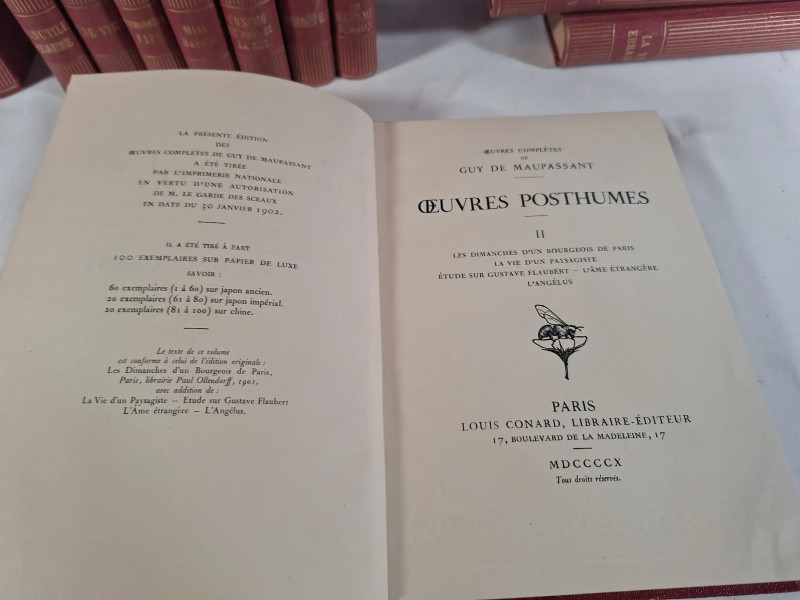 INUTILE
BEAUTÉ
DE VIE
MISS
HARRIET
LA PRÉSENTE ÉDITION
DES
ŒUVRES COMPLÈTES DE GUY DE MAUPASSANT
A ÉTÉ TIRÉE
PAR L'IMPRIMERIE NATIONALE
EN VERTU D'UNE AUTORISATION
DE M. LE GARDE DES SCEAUX
EN DATE DU 30 JANVIER 1902.
IL A ÉTÉ TIRÉ À PART
100 EXEMPLAIRES SUR PAPIER DE LUXE
SAVOIR :
60 exemplaires (1 à 60) sur japon ancien.
20 exemplaires (61 à 80) sur japon impérial.
20 exemplaires (81 à 100) sur chine.
Le texte de ce volume
est conforme à celui de l'édition originale :
Les Dimanches d'un Bourgeois de Paris,
Paris, librairie Paul Ollendorff, 1901,
avec addition de :
La Vie d'un Paysagiste — Etude sur Gustave Flaubert
L'Âme étrangère — L'Angélus.
ŒUVRES COMPLÈTES
DE
GUY DE MAUPASSANT
ŒUVRES POSTHUMES
II
LES DIMANCHES D'UN BOURGEOIS DE PARIS
LA VIE D'UN PAYSAGISTE
ÉTUDE SUR GUSTAVE FLAUBERT — L'ÂME ÉTRANGÈRE
L'ANGÉLUS
PARIS
LOUIS CONARD, LIBRAIRE-ÉDITEUR
17, BOULEVARD DE LA MADELEINE, 17
MDCCCCX
Tous droits réservés.